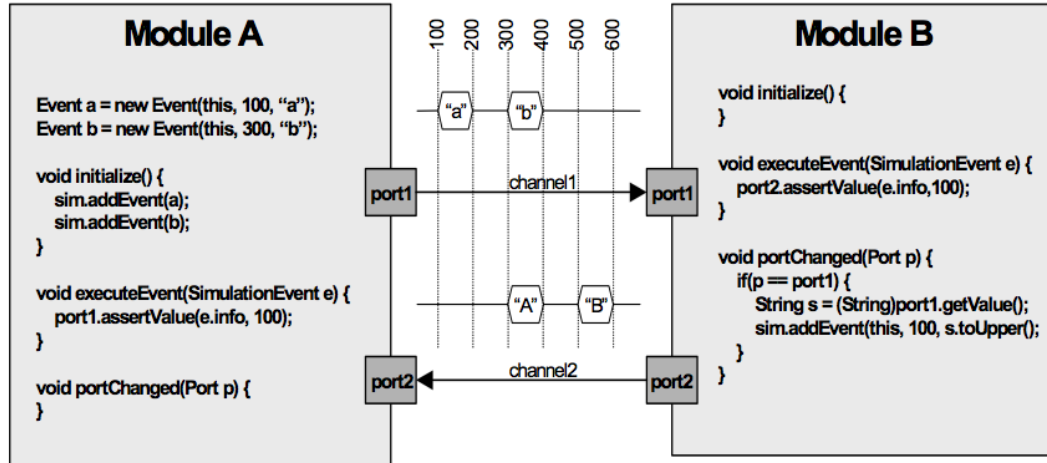 Module A
Event a = new Event(this, 100, “a”);
Event b = new Event(this, 300, “b”);
void initialize() {
sim.addEvent(a);
sim.addEvent(b);
}
void executeEvent(SimulationEvent e) {
port1.assertValue(e.info, 100);
}
void portChanged(Port p) {
}
port1
port2
100
200
300
400
500
600
“a”
“b”
channel1
“A”
“B”
channel2
port1
port2
Module B
void initialize() {
}
void executeEvent(SimulationEvent e) {
port2.assertValue(e.info,100);
}
void portChanged(Port p) {
if(p == port1) {
String s = (String)port1.getValue();
sim.addEvent(this, 100, s.toUpper();
}
}